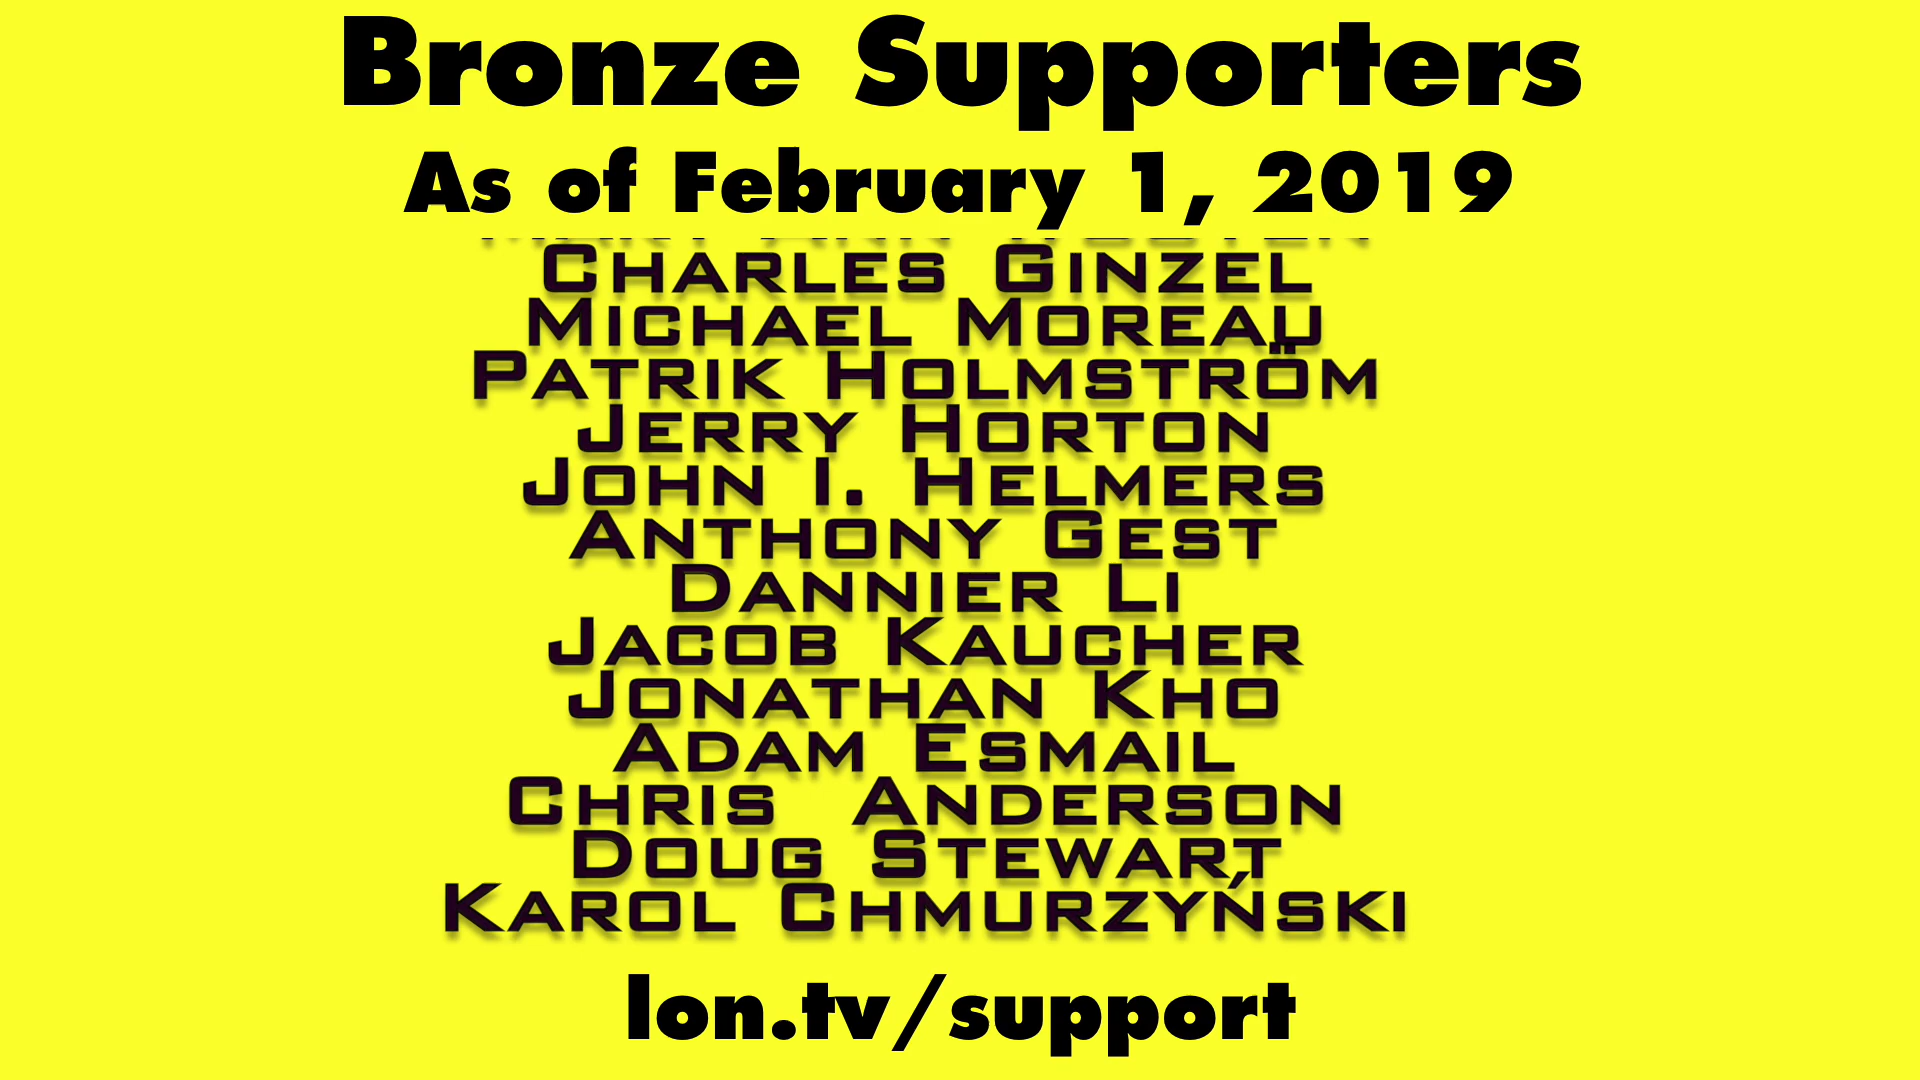 Bronze Supporters
As of February 1, 2019
Charles Ginzel
Michael Moreau
Patrik Holmström
Jerry Horton
John I. Helmers
Anthony Gest
Dannier Li
Jacob Kaucher
Jonathan Kho
Adam Esmail
Chris Anderson
Doug Stewart
Karol Chmurzyński
lon.tv/support